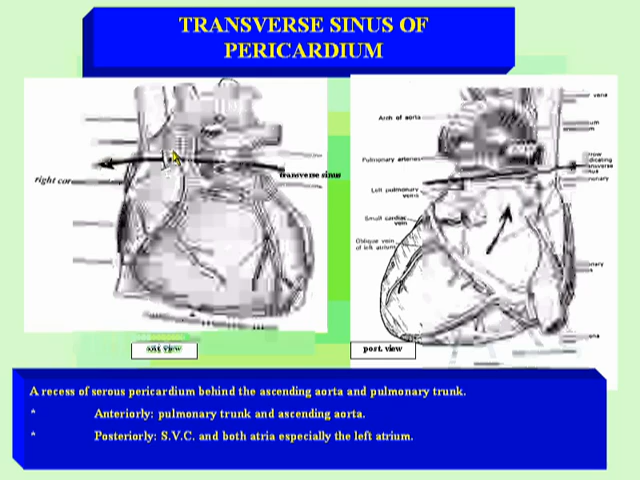 TRANSVERSE SINUS OF
PERICARDIUM
right cor
transverse sinus
ant view
Arch of aorta
Pulmonary arteries
Left pulmonary
veins
Small cardiac
vein
Oblique vein
of left atrium
post. view
A recess of serous pericardium behind the ascending aorta and pulmonary trunk.
* Anteriorly: pulmonary trunk and ascending aorta.
* Posteriorly: S.V.C. and both atria especially the left atrium.